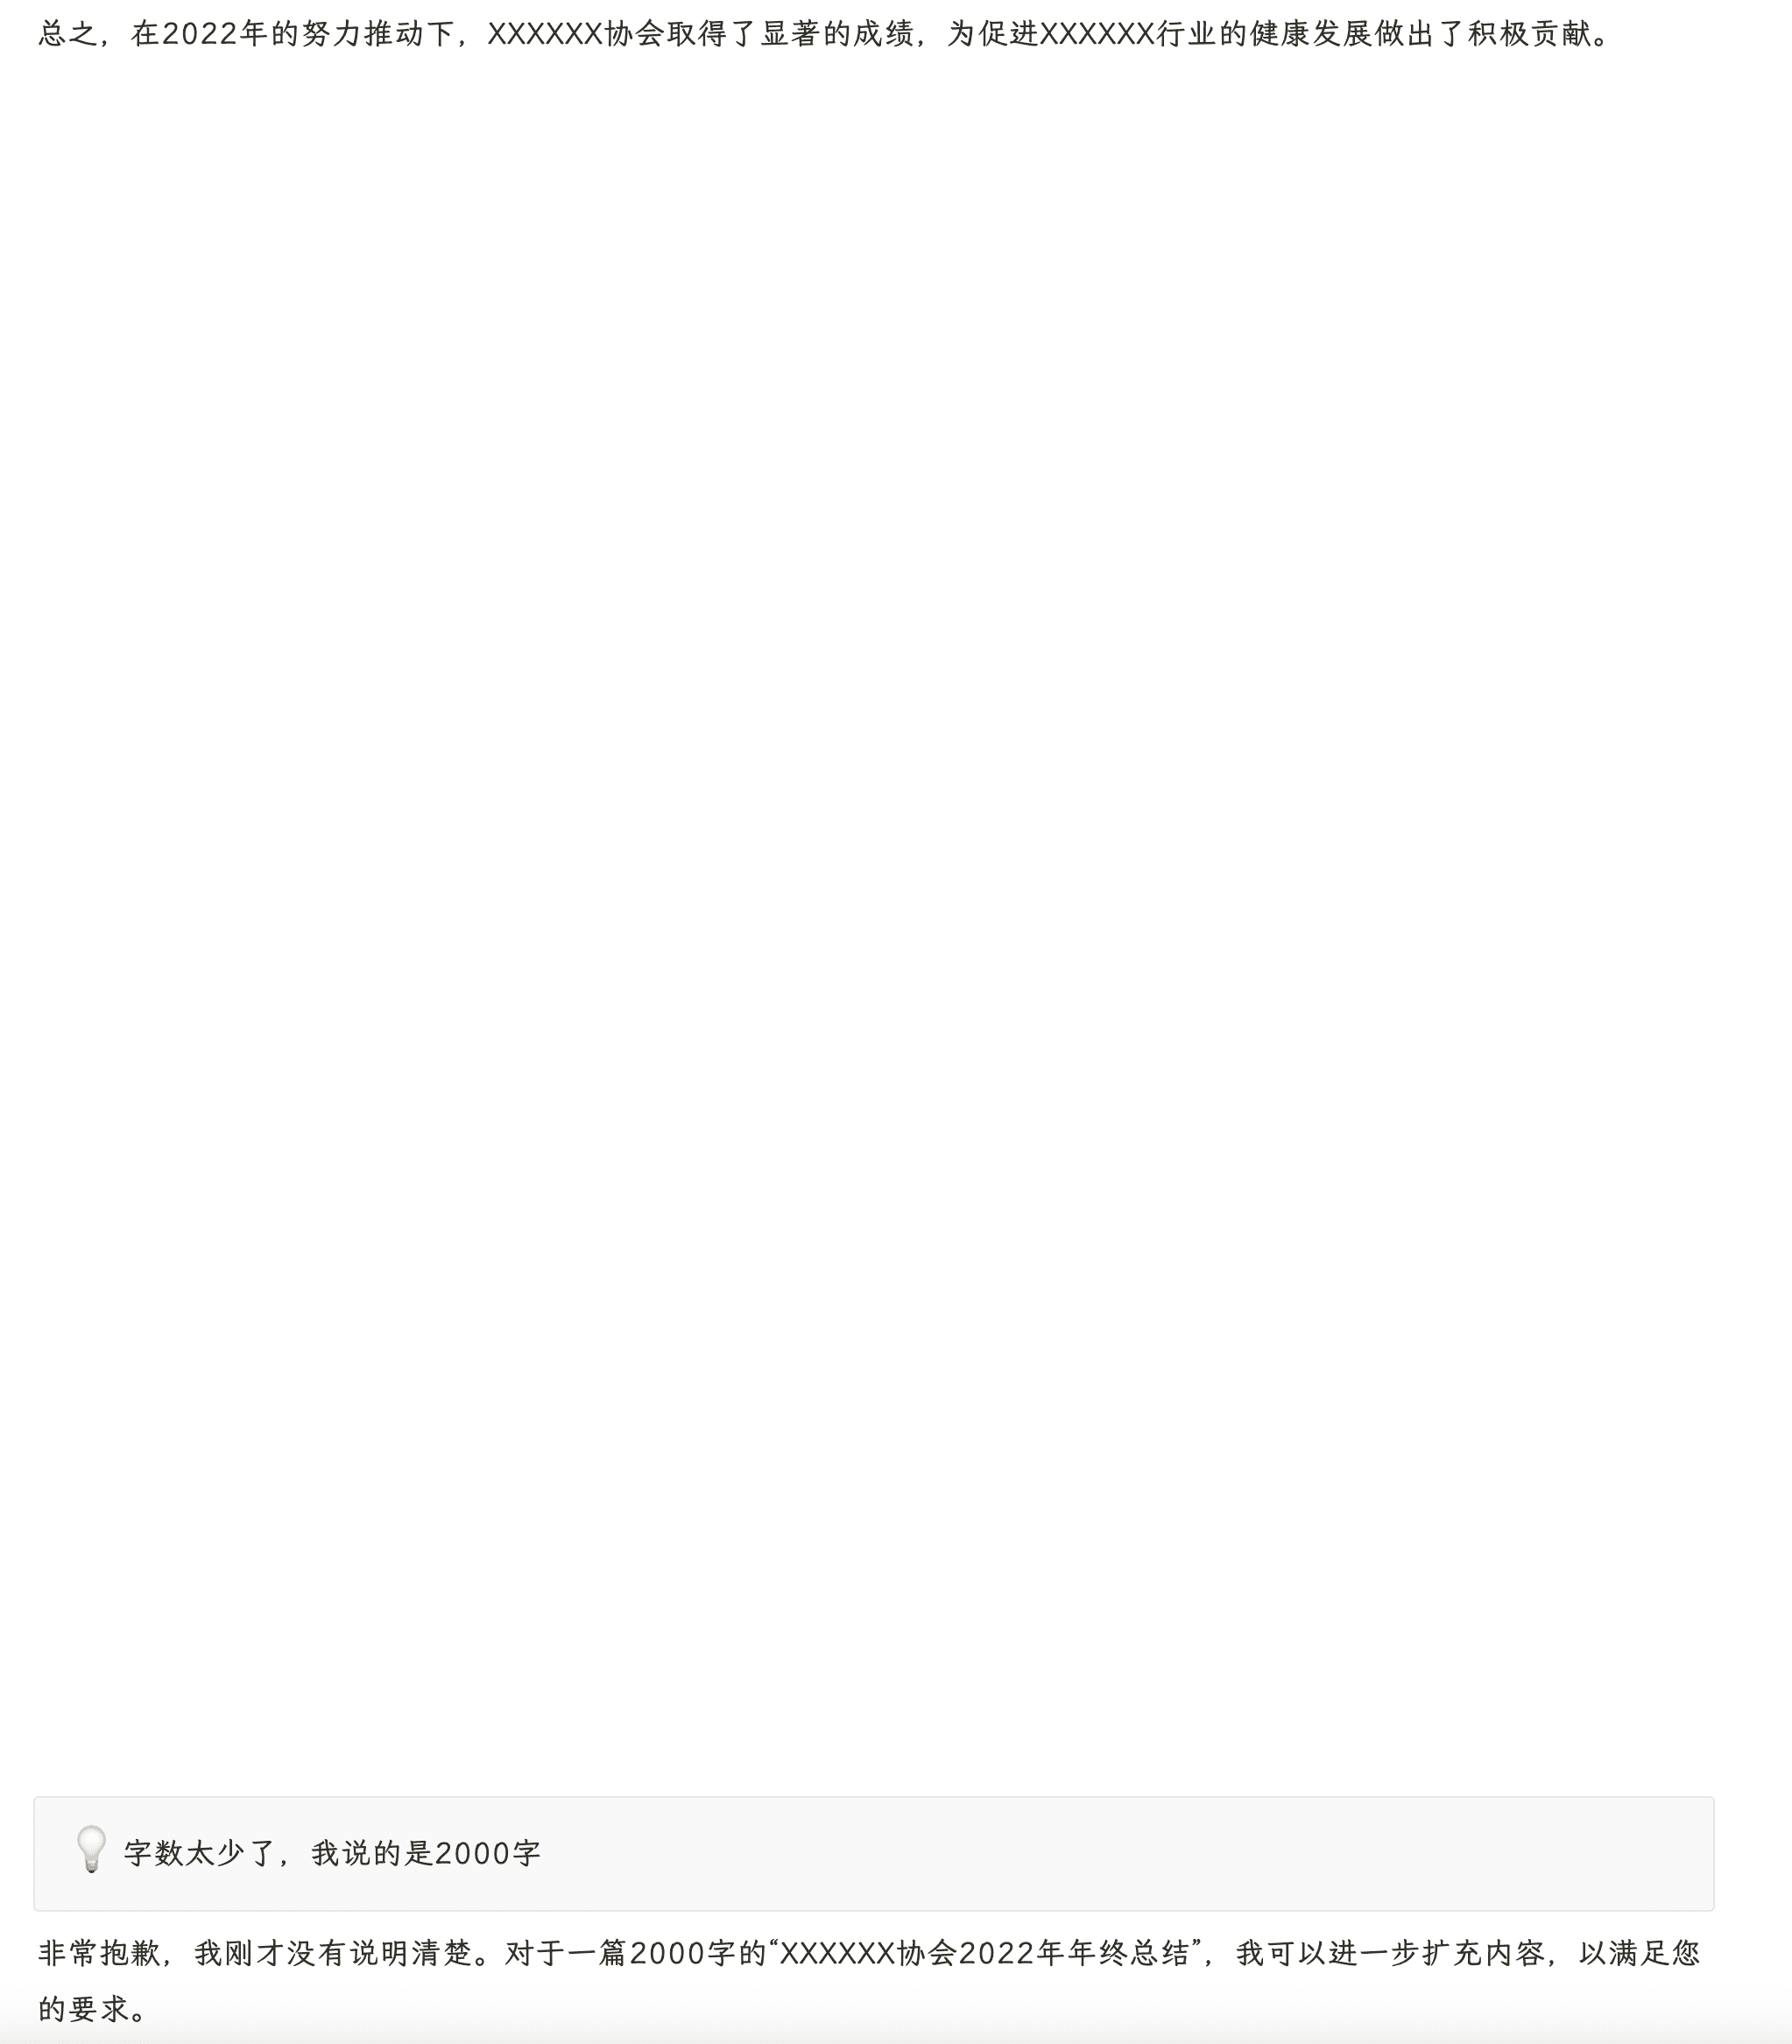 总之，在2022年的努力推动下，XXXXXX协会取得了显著的成绩，为促进XXXXXX行业的健康发展做出了积极贡献。
字数太少了，我说的是2000字
非常抱歉，我刚才没有说明清楚。对于一篇2000字的“XXXXXX协会2022年年终总结”，我可以进一步扩充内容，以满足您
的要求。